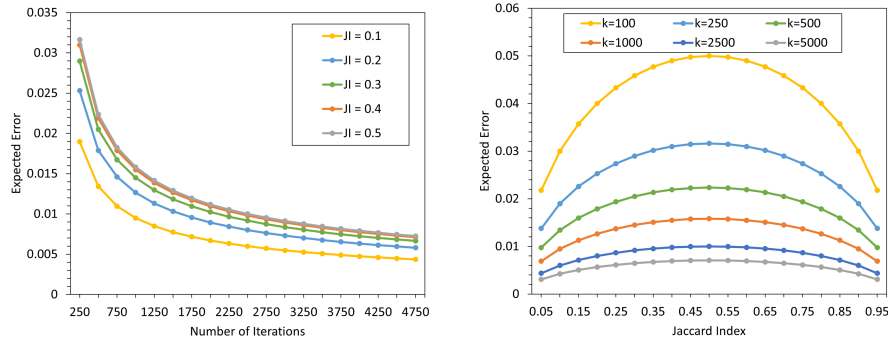 0.035
0.03
0.025
0.02
0.015
0.01
0.005
0
Expected Error
JI = 0.1
JI = 0.2
JI = 0.3
JI = 0.4
JI = 0.5
250 750 1250 1750 2250 2750 3250 3750 4250 4750
Number of Iterations
0.06
0.05
0.04
0.03
0.02
0.01
0
Expected Error
k=100 k=250 k=500
k=1000 k=2500 k=5000
0.05 0.15 0.25 0.35 0.45 0.55 0.65 0.75 0.85 0.95
Jaccard Index